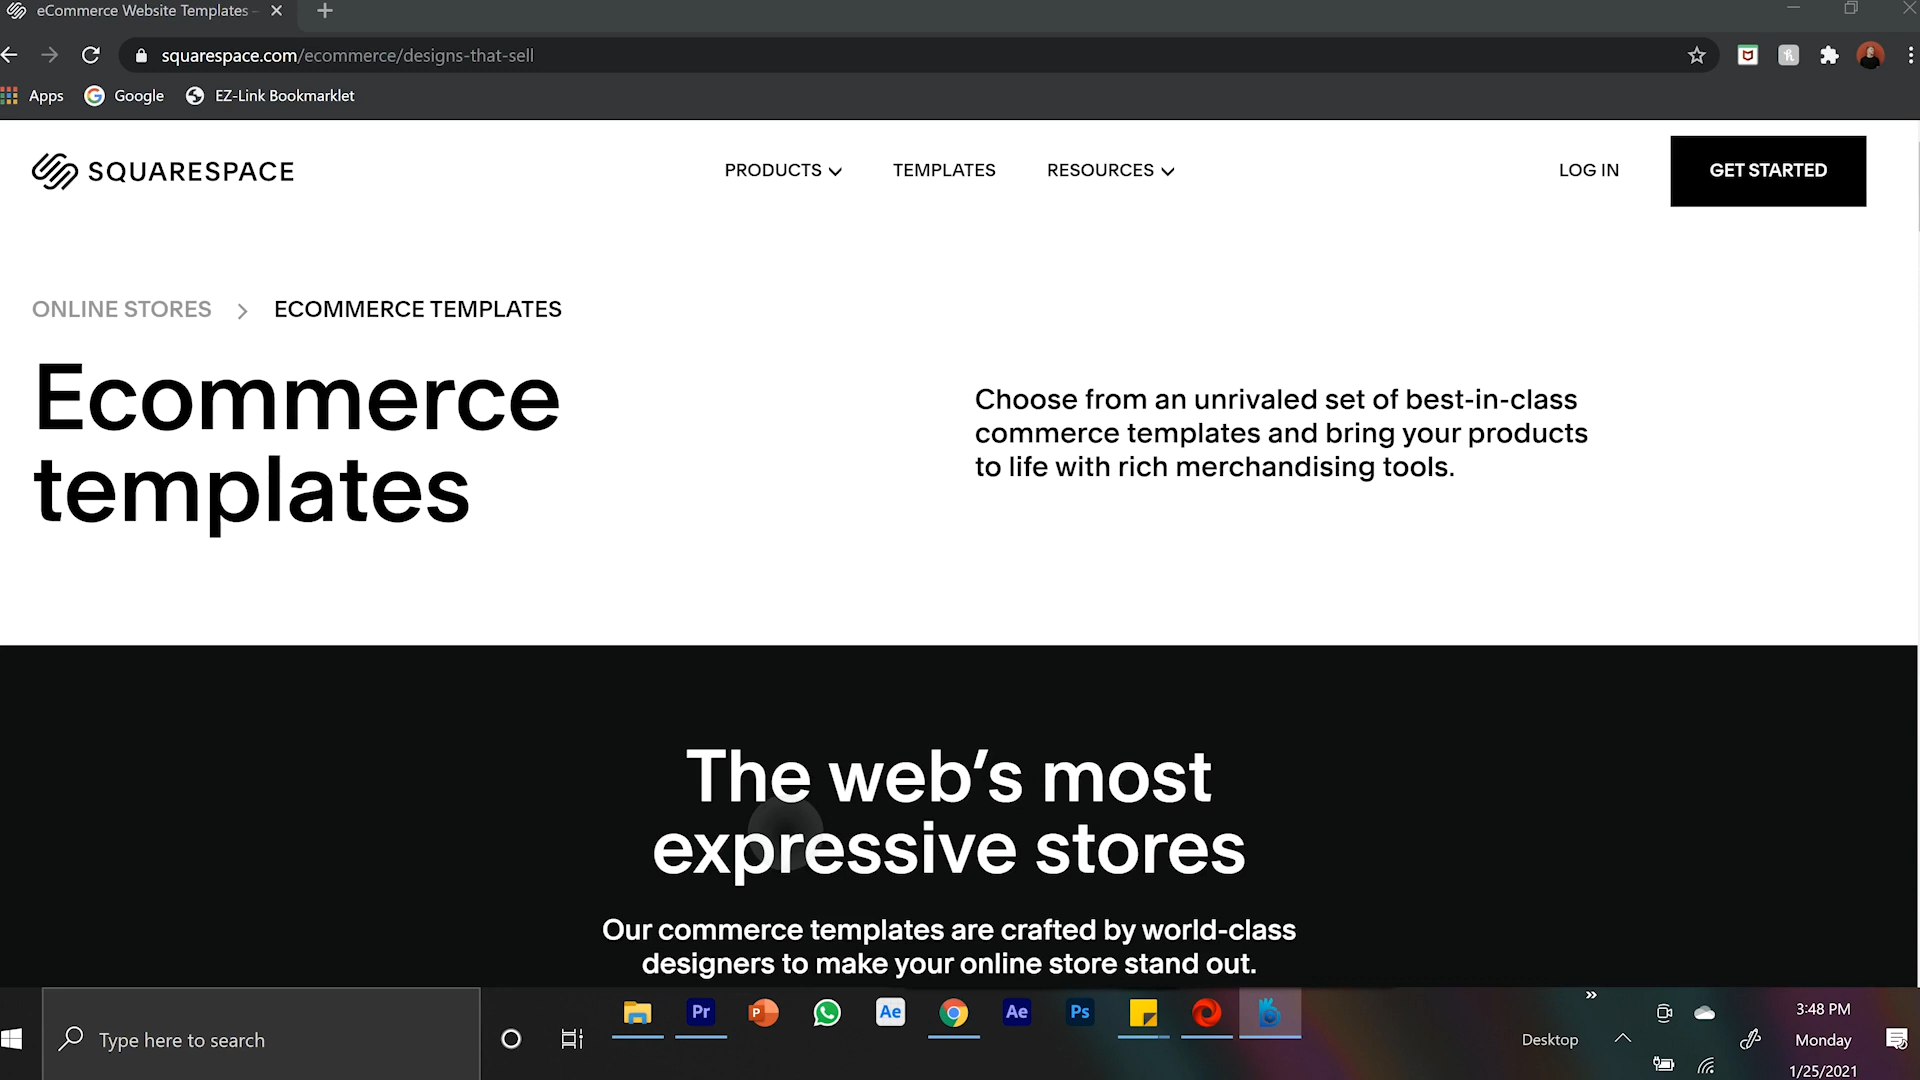 eCommerce Website Templates -
squarespace.com/ecommerce/designs-that-sell
Apps
Google
EZ-Link Bookmarklet
SQUARESPACE
PRODUCTS
TEMPLATES
RESOURCES
LOG IN
GET STARTED
ONLINE STORES
ECOMMERCE TEMPLATES
Ecommerce
templates
Choose from an unrivaled set of best-in-class
commerce templates and bring your products
to life with rich merchandising tools.
The web’s most
expressive stores
Our commerce templates are crafted by world-class
designers to make your online store stand out.
Type here to search
Pr
P
Ae
Ae
Ps
Desktop
3:48 PM
Monday
1/25/2021